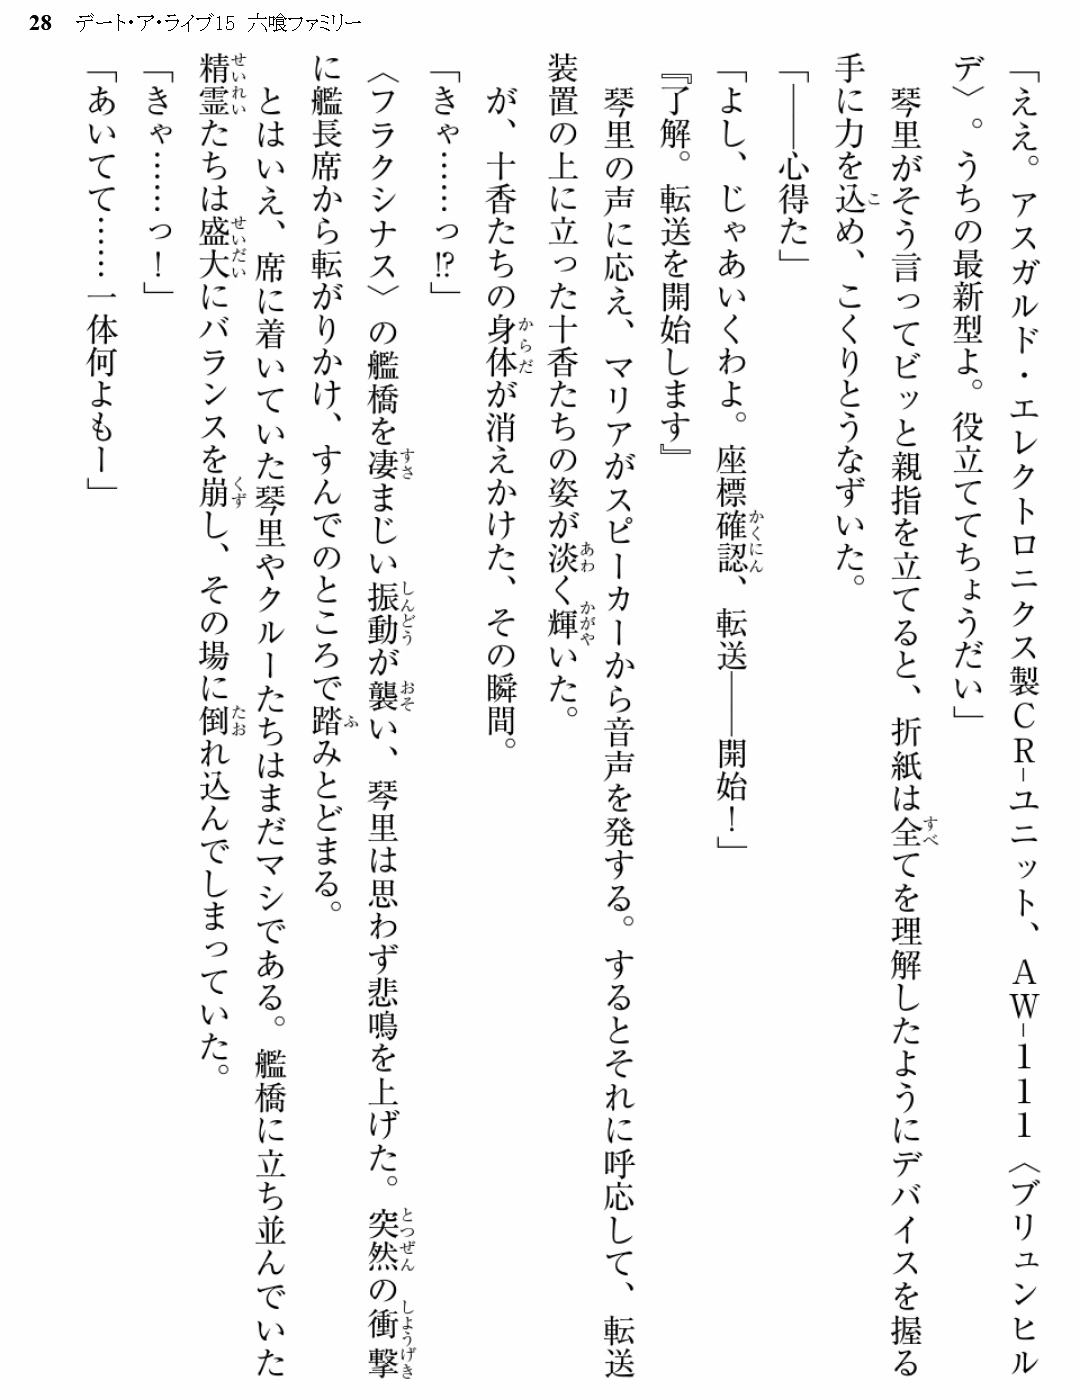 28 デート・ア・ライブ15 六喰ファミリー
「ええ。アスガルド・エレクトロニクス製ＣＲ-ユニット、ＡＷ-１１１〈ブリュンヒル
デ〉。うちの最新型よ。役立ててちょうだい」
琴里がそう言ってビッと親指を立てると、折紙は全てを理解したようにデバイスを握る
手に力を込め、こくりとうなずいた。
「――心得た」
「よし、じゃあいくわよ。座標確認、転送――開始！」
『了解。転送を開始します』
琴里の声に応え、マリアがスピーカーから音声を発する。するとそれに呼応して、転送
装置の上に立った十香たちの姿が淡く輝いた。
が、十香たちの身体が消えかけた、その瞬間。
「きゃ……っ!?」
〈フラクシナス〉の艦橋を凄まじい振動が襲い、琴里は思わず悲鳴を上げた。突然の衝撃
に艦長席から転がりかけ、すんでのところで踏みとどまる。
とはいえ、席に着いていた琴里やクルーたちはまだマシである。艦橋に立ち並んでいた
精霊たちは盛大にバランスを崩し、その場に倒れ込んでしまっていた。
「きゃ……っ！」
「あいてて……一体何よもー」